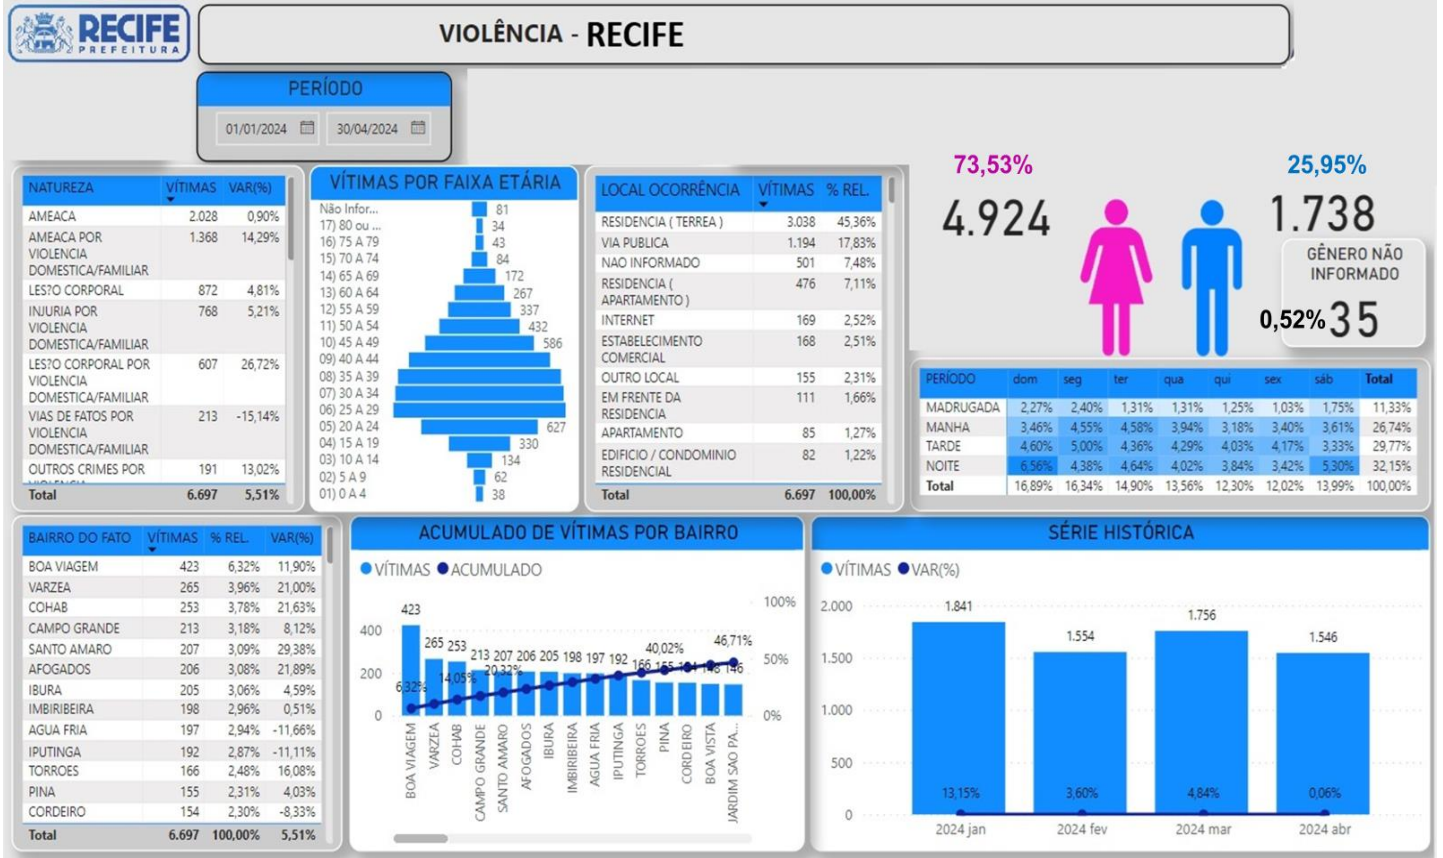 RECIFE
PREFEITURA
VIOLÊNCIA - RECIFE
PERÍODO
01/01/2024 30/04/2024
NATUREZA VÍTIMAS VAR(%)
AMEACA 2.028 0,90%
AMEACA POR 1.368 14,29%
VIOLENCIA
DOMESTICA/FAMILIAR
LES?O CORPORAL 872 4,81%
INJURIA POR 768 5,21%
VIOLENCIA
DOMESTICA/FAMILIAR
LES?O CORPORAL POR 607 26,72%
VIOLENCIA
DOMESTICA/FAMILIAR
VIAS DE FATOS POR 213 -15,14%
VIOLENCIA
DOMESTICA/FAMILIAR
OUTROS CRIMES POR 191 13,02%
Total 6.697 5,51%
VÍTIMAS POR FAIXA ETÁRIA
Não Infor... 81
17) 80 ou ... 34
16) 75 A 79 43
15) 70 A 74 84
14) 65 A 69 172
13) 60 A 64 267
12) 55 A 59 337
11) 50 A 54 432
10) 45 A 49 586
09) 40 A 44
08) 35 A 39
07) 30 A 34
06) 25 A 29
05) 20 A 24 627
04) 15 A 19 330
03) 10 A 14 134
02) 5 A 9 62
01) 0 A 4 38
LOCAL OCORRÊNCIA VÍTIMAS % REL.
RESIDENCIA ( TERREA ) 3.038 45,36%
VIA PUBLICA 1.194 17,83%
NAO INFORMADO 501 7,48%
RESIDENCIA ( 476 7,11%
APARTAMENTO )
INTERNET 169 2,52%
ESTABELECIMENTO 168 2,51%
COMERCIAL
OUTRO LOCAL 155 2,31%
EM FRENTE DA 111 1,66%
RESIDENCIA
APARTAMENTO 85 1,27%
EDIFICIO / CONDOMINIO 82 1,22%
RESIDENCIAL
Total 6.697 100,00%
73,53%
4.924
25,95%
1.738
GÊNERO NÃO
INFORMADO
0,52% 35
PERÍODO dom seg ter qua qui sex sáb Total
MADRUGADA 2,27% 2,40% 1,31% 1,31% 1,25% 1,03% 1,75% 11,33%
MANHA 3,46% 4,55% 4,58% 3,94% 3,18% 3,40% 3,61% 26,74%
TARDE 4,60% 5,00% 4,36% 4,29% 4,03% 4,17% 3,33% 29,77%
NOITE 6,56% 4,38% 4,64% 4,02% 3,84% 3,42% 5,30% 32,15%
Total 16,89% 16,34% 14,90% 13,56% 12,30% 12,02% 13,99% 100,00%
BAIRRO DO FATO VÍTIMAS % REL. VAR(%)
BOA VIAGEM 423 6,32% 11,90%
VARZEA 265 3,96% 21,00%
COHAB 253 3,78% 21,63%
CAMPO GRANDE 213 3,18% 8,12%
SANTO AMARO 207 3,09% 29,38%
AFOGADOS 206 3,08% 21,89%
IBURA 205 3,06% 4,59%
IMBIRIBEIRA 198 2,96% 0,51%
AGUA FRIA 197 2,94% -11,66%
IPUTINGA 192 2,87% -11,11%
TORROES 166 2,48% 16,08%
PINA 155 2,31% 4,03%
CORDEIRO 154 2,30% -8,33%
Total 6.697 100,00% 5,51%
ACUMULADO DE VÍTIMAS POR BAIRRO
VÍTIMAS ACUMULADO
400
200
0
100%
50%
0%
423 265 253 213 207 206 205 198 197 192 166 155 154 148 146
6,32% 14,05% 20,32% 40,02% 46,71%
BOA VIAGEM
VARZEA
COHAB
CAMPO GRANDE
SANTO AMARO
AFOGADOS
IBURA
IMBIRIBEIRA
AGUA FRIA
IPUTINGA
TORROES
PINA
CORDEIRO
BOA VISTA
JARDIM SAO PA...
SÉRIE HISTÓRICA
VÍTIMAS VAR(%)
2.000
1.500
1.000
500
0
1.841 1.554 1.756 1.546
13,15% 3,60% 4,84% 0,06%
2024 jan 2024 fev 2024 mar 2024 abr